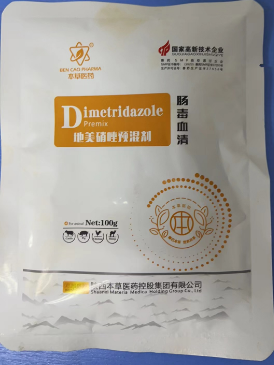 BEN CAO PHARMA
本草医药
国家高新技术企业
Dimetridazole
Premix
地美硝唑预混剂
肠毒血清
For animal Net:100g
陕西本草医药控股集团有限公司
Shaanxi Materia Medica Holding Group Co., Ltd